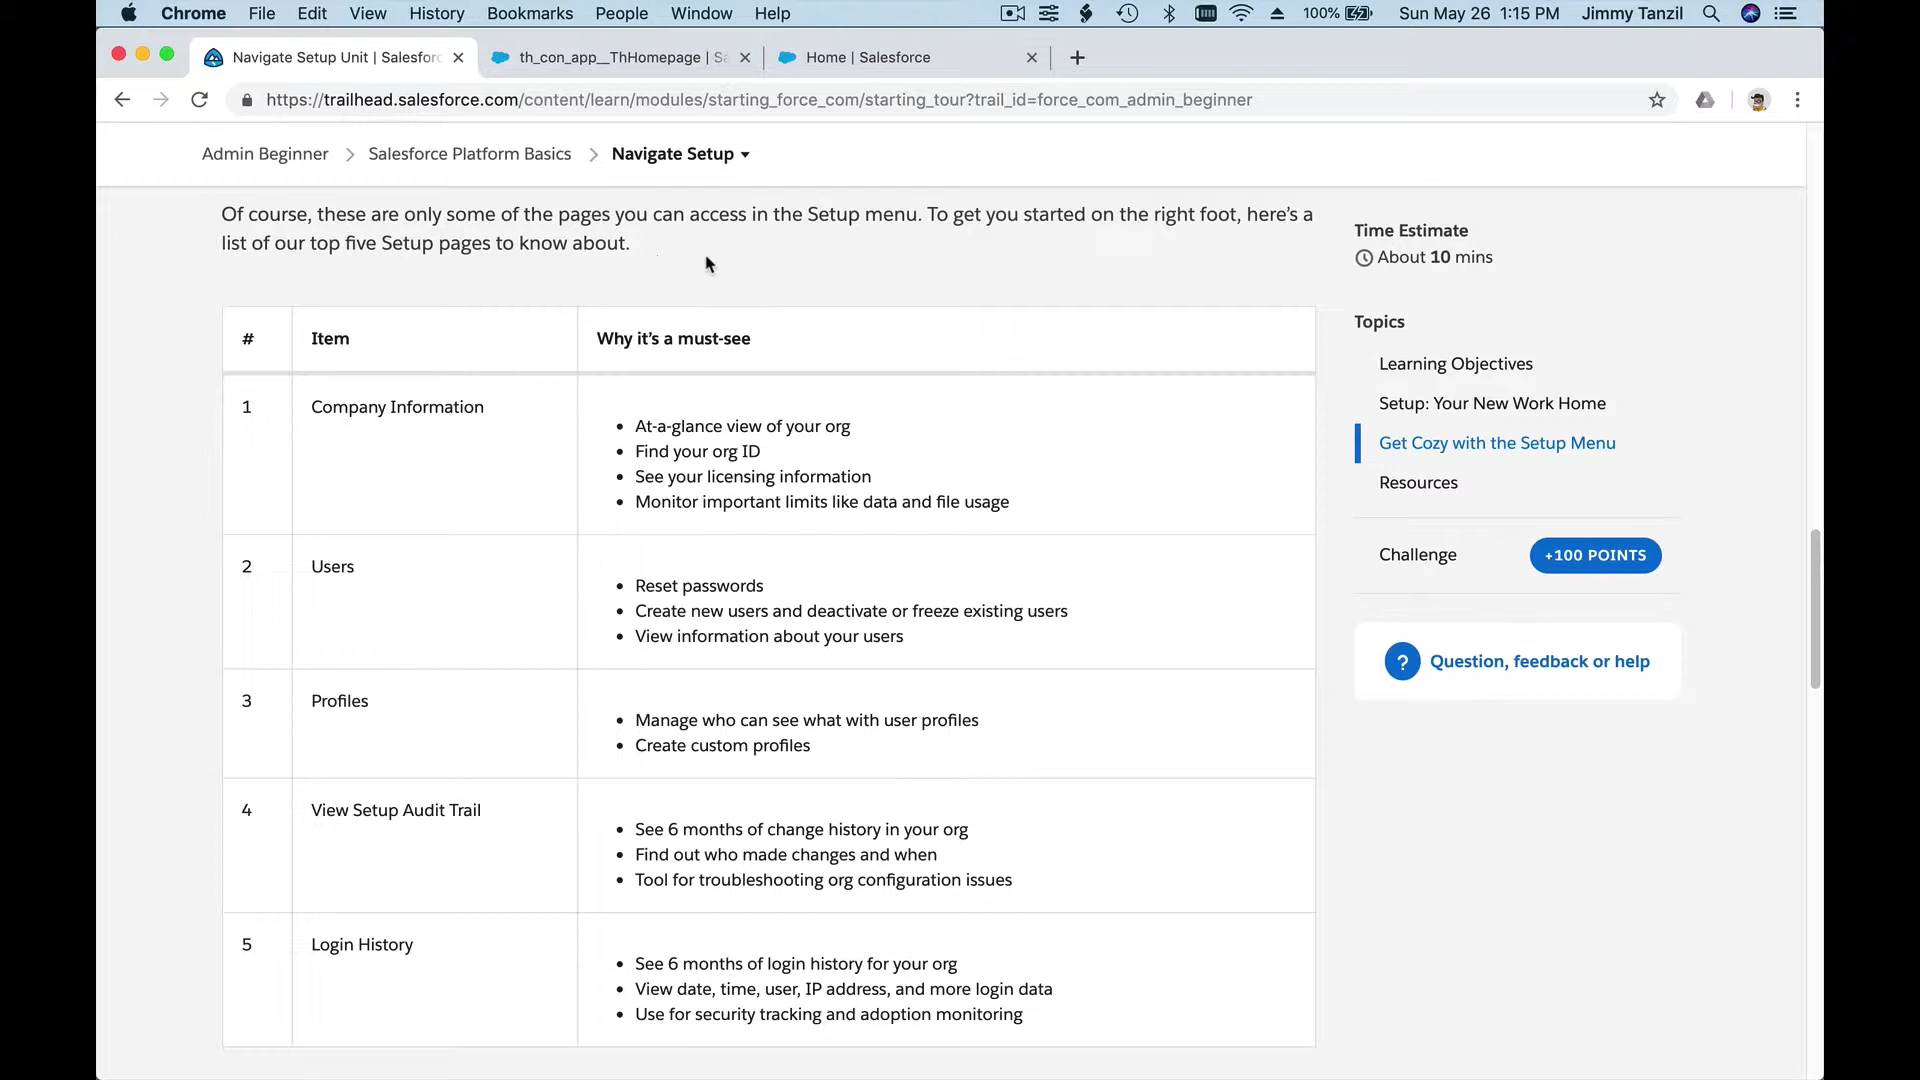 Chrome File Edit View History Bookmarks People Window Help 100% Sun May 26 1:15 PM Jimmy Tanzil
Navigate Setup Unit | Salesforc th_con_app__ThHomepage | Sa Home | Salesforce
https://trailhead.salesforce.com/content/learn/modules/starting_force_com/starting_tour?trail_id=force_com_admin_beginner
Admin Beginner Salesforce Platform Basics Navigate Setup
Of course, these are only some of the pages you can access in the Setup menu. To get you started on the right foot, here's a
list of our top five Setup pages to know about.
# Item Why it's a must-see
1 Company Information
At-a-glance view of your org
Find your org ID
See your licensing information
Monitor important limits like data and file usage
2 Users
Reset passwords
Create new users and deactivate or freeze existing users
View information about your users
3 Profiles
Manage who can see what with user profiles
Create custom profiles
4 View Setup Audit Trail
See 6 months of change history in your org
Find out who made changes and when
Tool for troubleshooting org configuration issues
5 Login History
See 6 months of login history for your org
View date, time, user, IP address, and more login data
Use for security tracking and adoption monitoring
Time Estimate
About 10 mins
Topics
Learning Objectives
Setup: Your New Work Home
Get Cozy with the Setup Menu
Resources
Challenge +100 POINTS
? Question, feedback or help